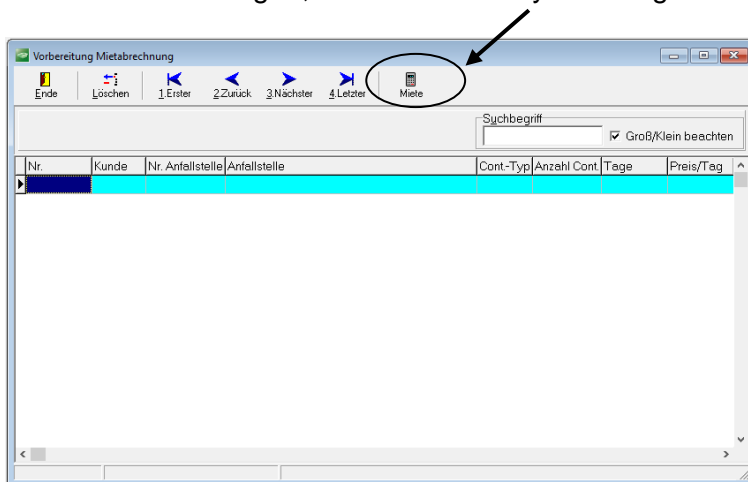 Vorbereitung Mietabrechnung
Ende Löschen 1.Erster 2.Zurück 3.Nächster 4.Letzter Miete
Suchbegriff
Groß/Klein beachten
Nr. Kunde Nr. Anfallstelle Anfallstelle Cont.-Typ Anzahl Cont. Tage Preis/Tag